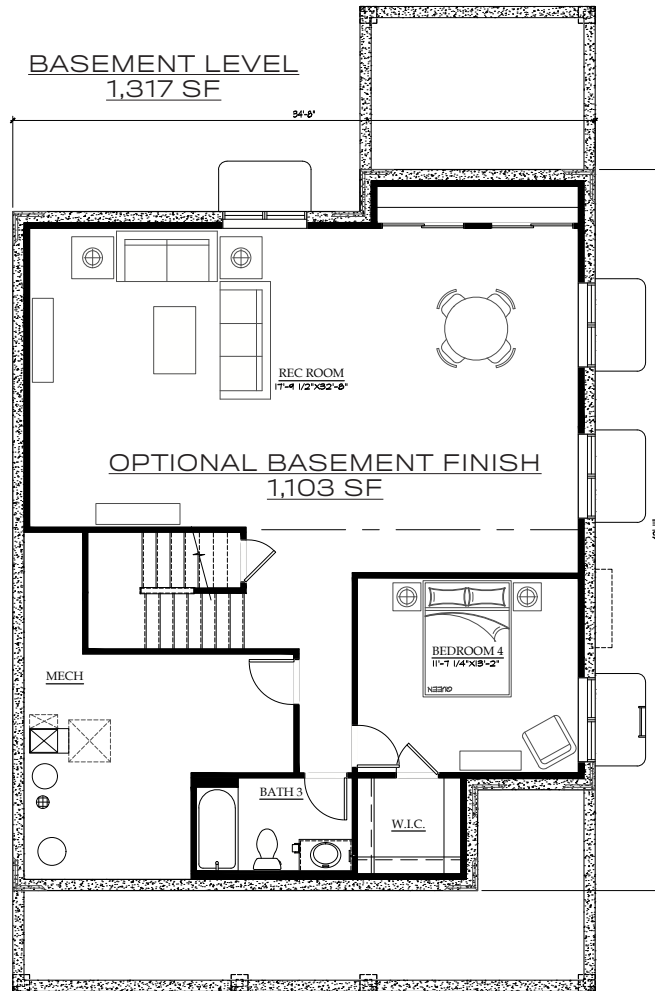 BASEMENT LEVEL
1,317 SF
34'-8"
REC ROOM
17'-9 1/2"X32'-8"
OPTIONAL BASEMENT FINISH
1,103 SF
BEDROOM 4
11'-7 1/4"X13'-2"
QUEEN
MECH
BATH 3
W.I.C.